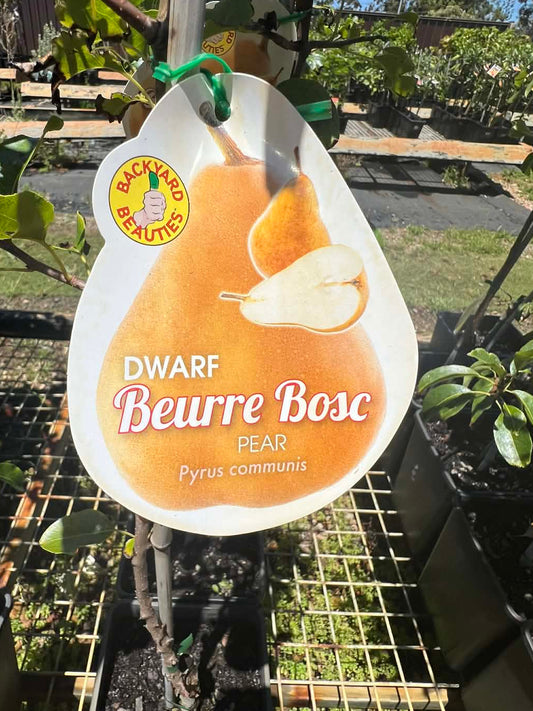 BACKYARD
BEAUTIES
DWARF
Beurre Bosc
PEAR
Pyrus communis